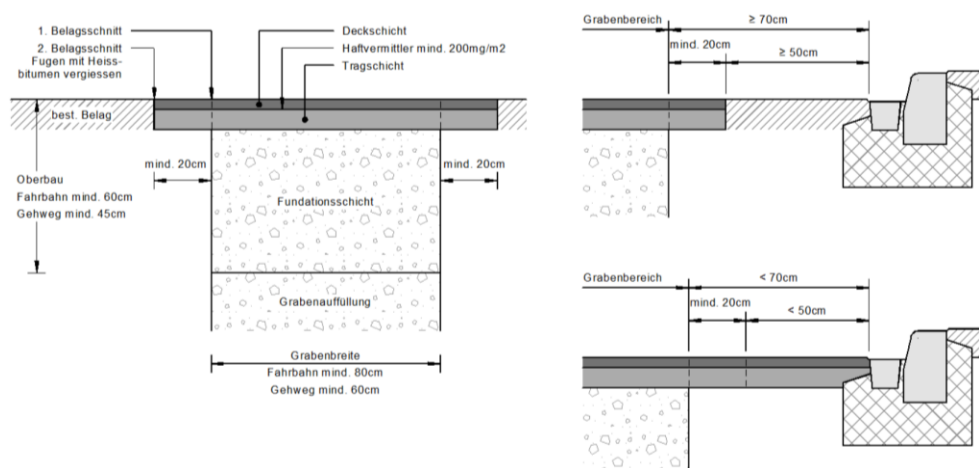 1. Belagsschnitt
2. Belagsschnitt
Fugen mit Heiss-
bitumen vergiessen
Deckschicht
Haftvermittler mind. 200mg/m2
Tragschicht
best. Belag
mind. 20cm
mind. 20cm
Oberbau
Fahrbahn mind. 60cm
Gehweg mind. 45cm
Fundationsschicht
Grabenauffüllung
Grabenbreite
Fahrbahn mind. 80cm
Gehweg mind. 60cm
Grabenbereich
≥ 70cm
mind. 20cm
≥ 50cm
Grabenbereich
< 70cm
mind. 20cm
< 50cm